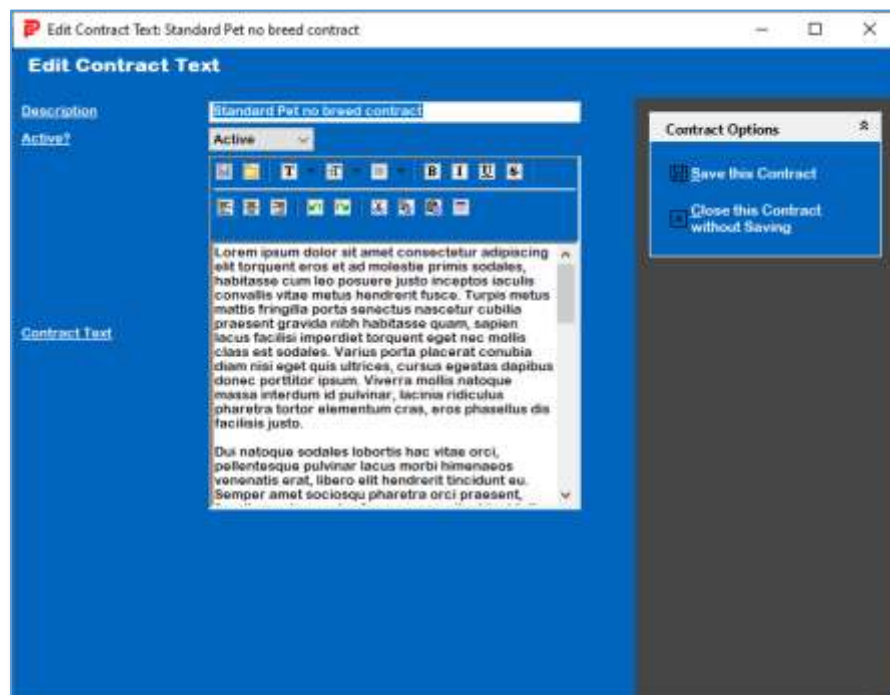 Edit Contract Text: Standard Pet no breed contract
Edit Contract Text
Description
Standard Pet no breed contract
Active?
Active
T
T
B I U S
Contract Text
Lorem ipsum dolor sit amet consectetur adipiscing
elit torquent eros et ad molestie primis sodales,
habitasse cum leo posuere justo inceptos iaculis
convallis vitae metus hendrerit fusce. Turpis metus
mattis fringilla porta senectus nascetur cubilia
praesent gravida nibh habitasse quam, sapien
lacus facilisi imperdiet torquent eget nec mollis
class est sodales. Varius porta placerat conubia
diam nisi eget quis ultrices, cursus egestas dapibus
donec porttitor ipsum. Viverra mollis natoque
massa interdum id pulvinar, lacinia ridiculus
pharetra tortor elementum cras, eros phasellus dis
facilisis justo.
Dui natoque sodales lobortis hac vitae orci,
pellentesque pulvinar lacus morbi himenaeos
venenatis erat, libero elit hendrerit tincidunt eu.
Semper amet sociosqu pharetra orci praesent,
Contract Options
Save this Contract
Close this Contract
without Saving